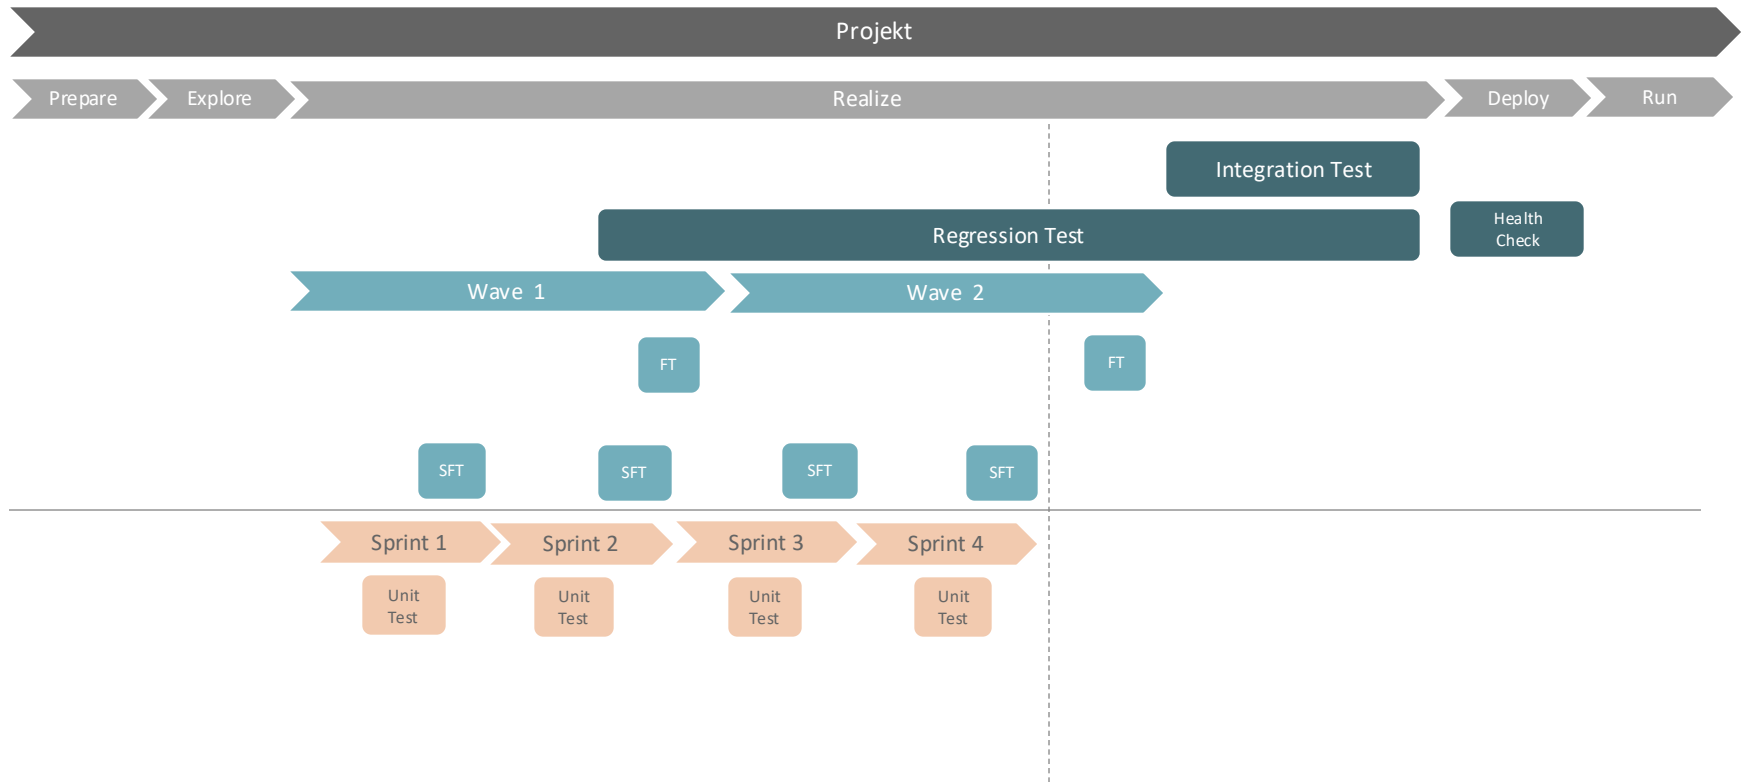 Projekt
Prepare
Explore
Realize
Deploy
Run
Integration Test
Regression Test
Health
Check
Wave 1
Wave 2
FT
FT
SFT
SFT
SFT
SFT
Sprint 1
Sprint 2
Sprint 3
Sprint 4
Unit
Test
Unit
Test
Unit
Test
Unit
Test